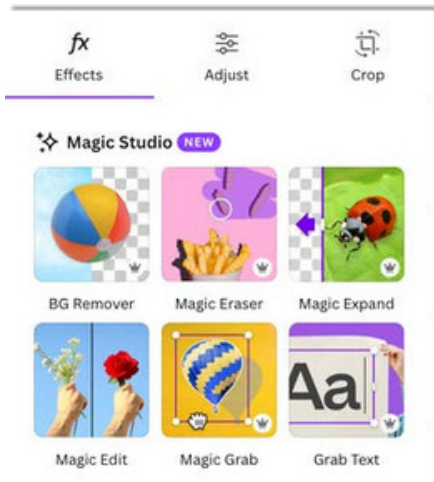 fx
Effects Adjust Crop
Magic Studio NEW
BG Remover Magic Eraser Magic Expand
Aa
Magic Edit Magic Grab Grab Text